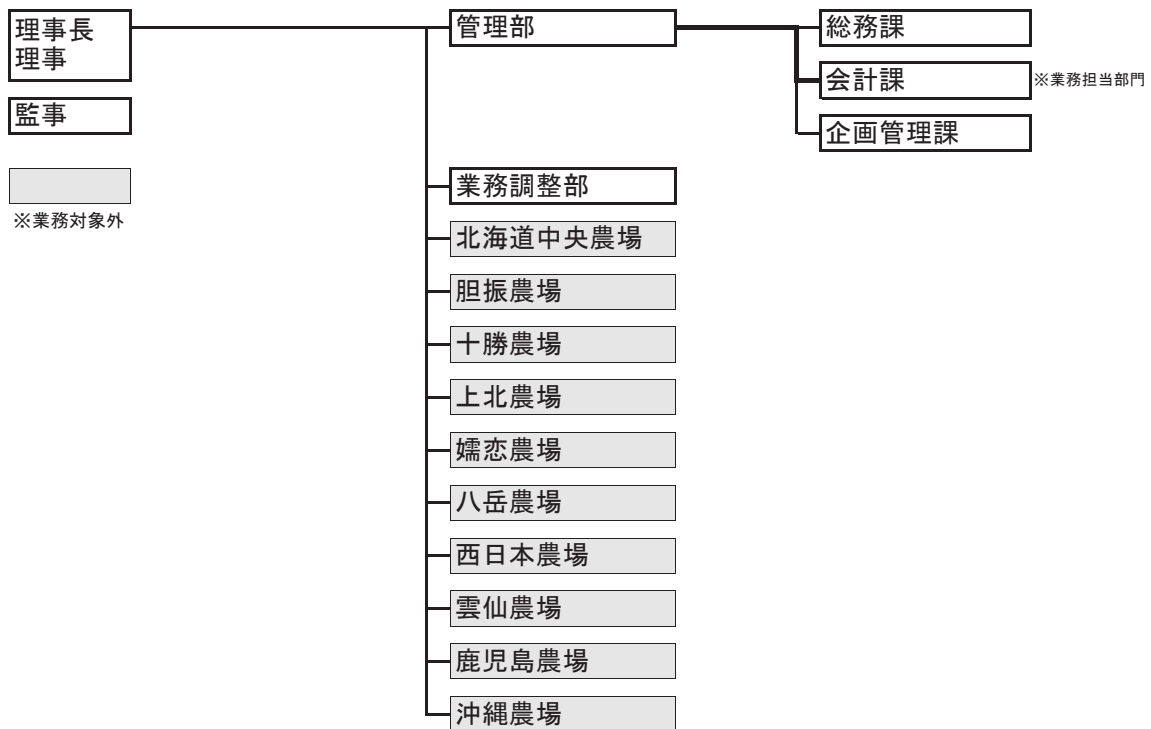 理事長
理事
監事
※業務対象外
管理部
総務課
会計課
※業務担当部門
企画管理課
業務調整部
北海道中央農場
胆振農場
十勝農場
上北農場
嬬恋農場
八岳農場
西日本農場
雲仙農場
鹿児島農場
沖縄農場